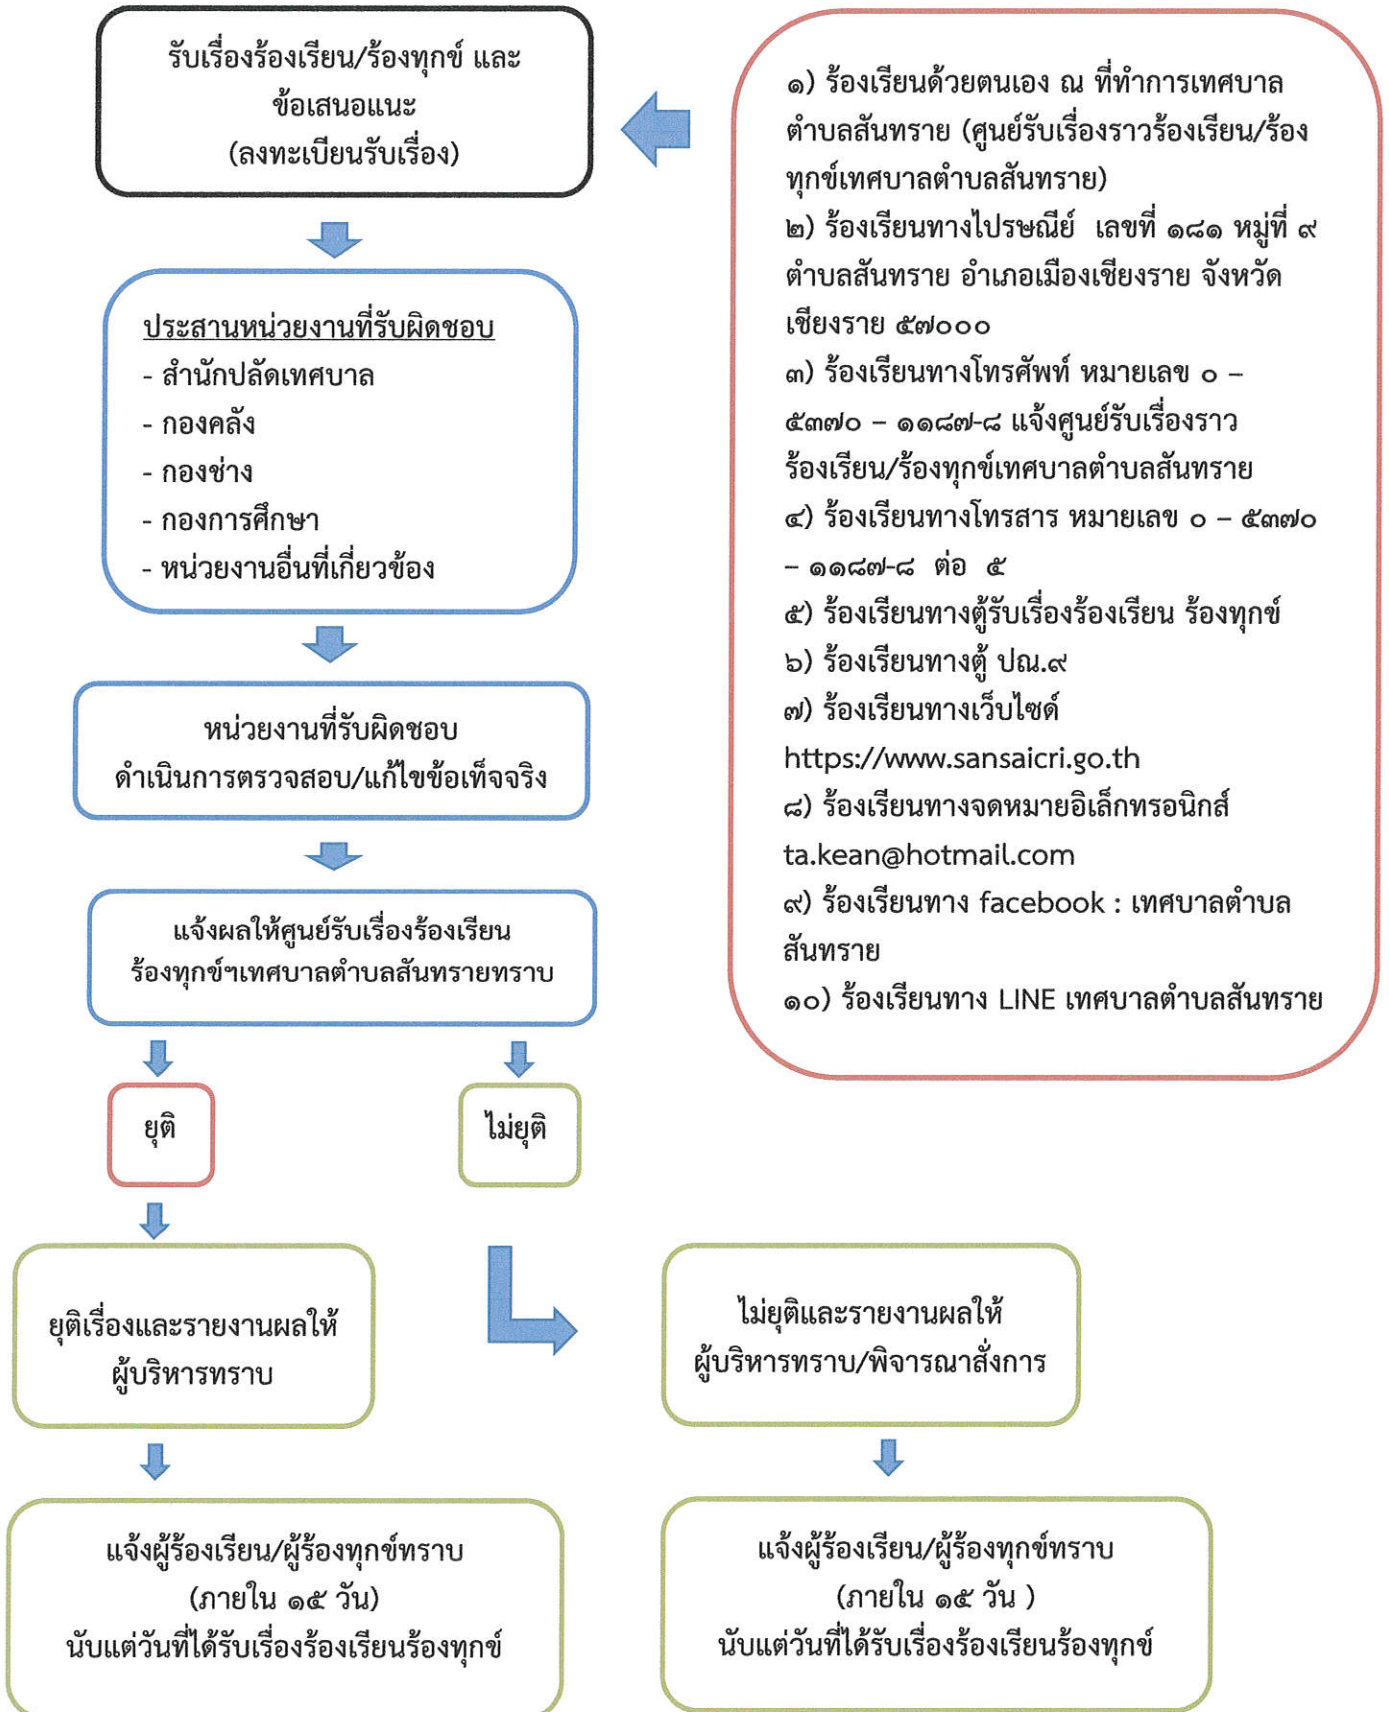 รับเรื่องร้องเรียน/ร้องทุกข์ และ
ข้อเสนอแนะ
(ลงทะเบียนรับเรื่อง)
๑) ร้องเรียนด้วยตนเอง ณ ที่ทำการเทศบาล
ตำบลสันทราย (ศูนย์รับเรื่องราวร้องเรียน/ร้อง
ทุกข์เทศบาลตำบลสันทราย)
๒) ร้องเรียนทางไปรษณีย์ เลขที่ ๑๘๑ หมู่ที่ ๙
ตำบลสันทราย อำเภอเมืองเชียงราย จังหวัด
เชียงราย ๕๗๐๐๐
๓) ร้องเรียนทางโทรศัพท์ หมายเลข ๐ –
๕๓๗๐ – ๑๑๘๗-๘ แจ้งศูนย์รับเรื่องราว
ร้องเรียน/ร้องทุกข์เทศบาลตำบลสันทราย
๔) ร้องเรียนทางโทรสาร หมายเลข ๐ – ๕๓๗๐
– ๑๑๘๗-๘ ต่อ ๕
๕) ร้องเรียนทางตู้รับเรื่องร้องเรียน ร้องทุกข์
๖) ร้องเรียนทางตู้ ปณ.๙
๗) ร้องเรียนทางเว็บไซด์
https://www.sansaicri.go.th
๘) ร้องเรียนทางจดหมายอิเล็กทรอนิกส์
ta.kean@hotmail.com
๙) ร้องเรียนทาง facebook : เทศบาลตำบล
สันทราย
๑๐) ร้องเรียนทาง LINE เทศบาลตำบลสันทราย
ประสานหน่วยงานที่รับผิดชอบ
- สำนักปลัดเทศบาล
- กองคลัง
- กองช่าง
- กองการศึกษา
- หน่วยงานอื่นที่เกี่ยวข้อง
หน่วยงานที่รับผิดชอบ
ดำเนินการตรวจสอบ/แก้ไขข้อเท็จจริง
แจ้งผลให้ศูนย์รับเรื่องร้องเรียน
ร้องทุกข์ฯเทศบาลตำบลสันทรายทราบ
ยุติ
ไม่ยุติ
ยุติเรื่องและรายงานผลให้
ผู้บริหารทราบ
ไม่ยุติและรายงานผลให้
ผู้บริหารทราบ/พิจารณาสั่งการ
แจ้งผู้ร้องเรียน/ผู้ร้องทุกข์ทราบ
(ภายใน ๑๕ วัน)
นับแต่วันที่ได้รับเรื่องร้องเรียนร้องทุกข์
แจ้งผู้ร้องเรียน/ผู้ร้องทุกข์ทราบ
(ภายใน ๑๕ วัน )
นับแต่วันที่ได้รับเรื่องร้องเรียนร้องทุกข์